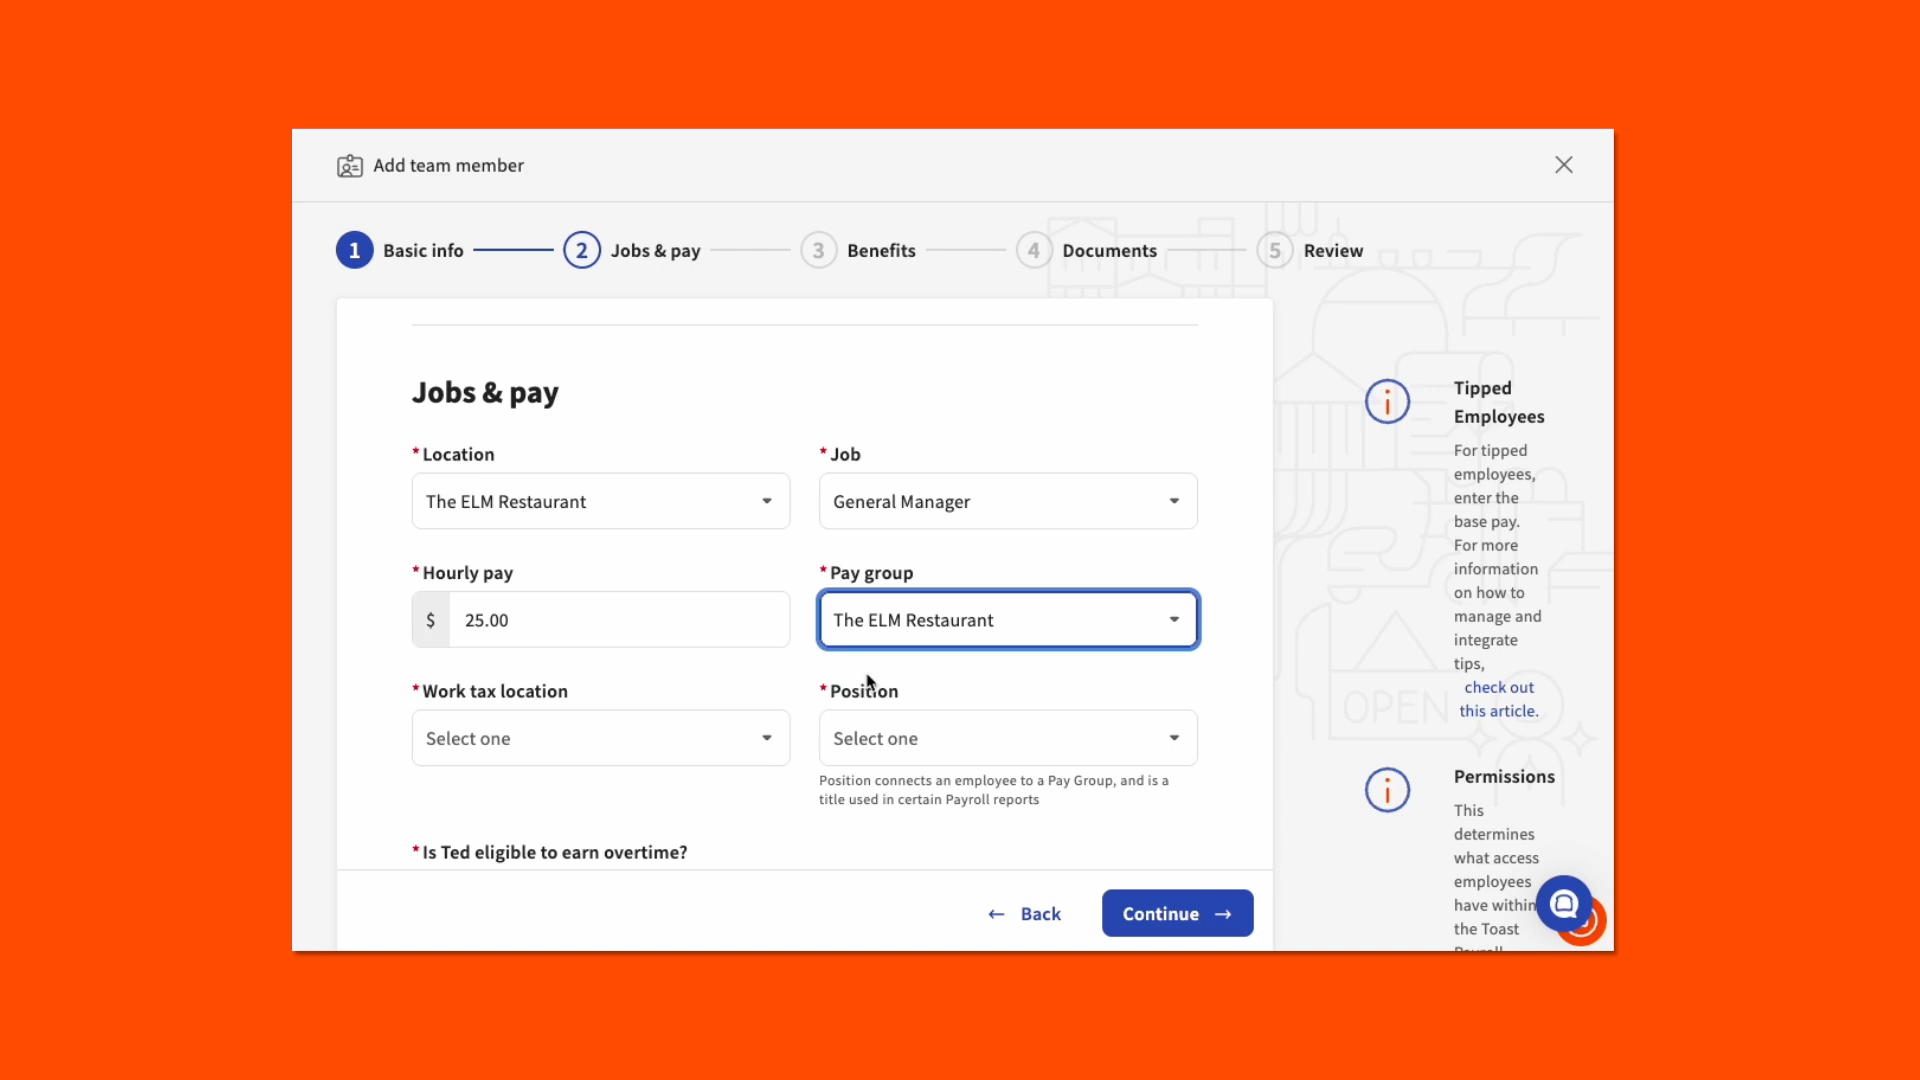 Add team member
1 Basic info 2 Jobs & pay 3 Benefits 4 Documents 5 Review
Jobs & pay
* Location
The ELM Restaurant
* Job
General Manager
* Hourly pay
$ 25.00
* Pay group
The ELM Restaurant
* Work tax location
Select one
* Position
Select one
Position connects an employee to a Pay Group, and is a
title used in certain Payroll reports
* Is Ted eligible to earn overtime?
← Back
Continue →
Tipped
Employees
For tipped
employees,
enter the
base pay.
For more
information
on how to
manage and
integrate
tips,
check out
this article.
OPEN
Permissions
This
determines
what access
employees
have within
the Toast
Payroll